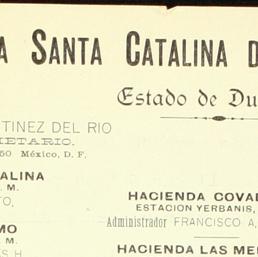 A SANTA CATALINA D
Estado de Du
TINEZ DEL RIO
IETARIO.
50 México, D. F,
ALINA
M.
TO,
HACIENDA COVAD
ESTACION YERBANIS,
Administrador FRANCISCO A,
MO
M.
HACIENDA LAS ME